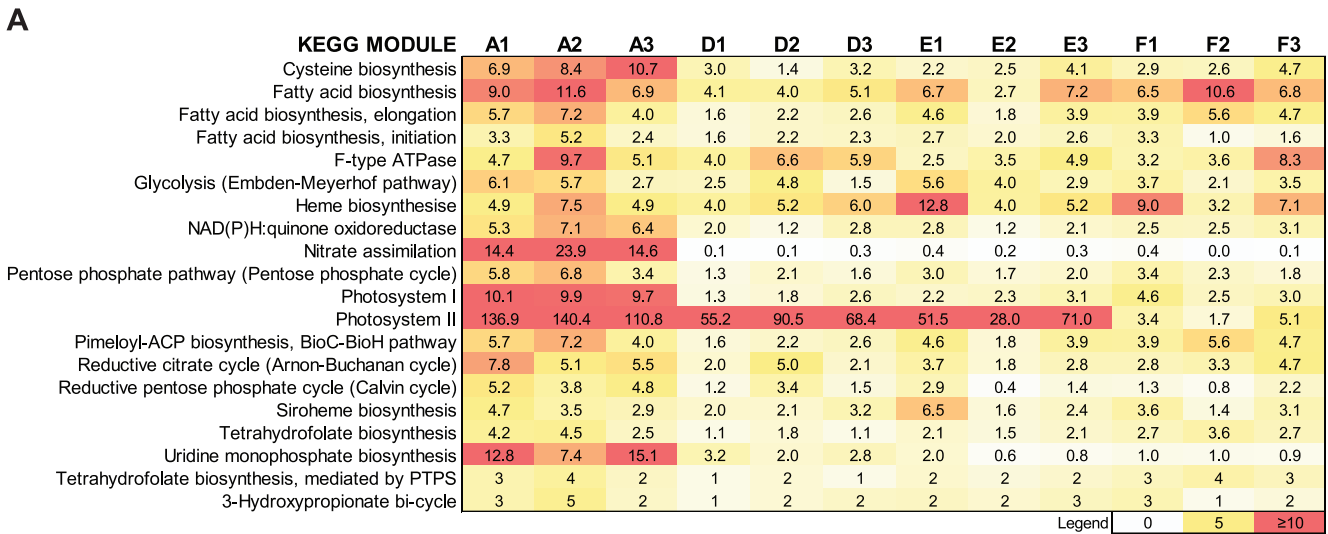 A
KEGG MODULE A1 A2 A3 D1 D2 D3 E1 E2 E3 F1 F2 F3
Cysteine biosynthesis 6.9 8.4 10.7 3.0 1.4 3.2 2.2 2.5 4.1 2.9 2.6 4.7
Fatty acid biosynthesis 9.0 11.6 6.9 4.1 4.0 5.1 6.7 2.7 7.2 6.5 10.6 6.8
Fatty acid biosynthesis, elongation 5.7 7.2 4.0 1.6 2.2 2.6 4.6 1.8 3.9 3.9 5.6 4.7
Fatty acid biosynthesis, initiation 3.3 5.2 2.4 1.6 2.2 2.3 2.7 2.0 2.6 3.3 1.0 1.6
F-type ATPase 4.7 9.7 5.1 4.0 6.6 5.9 2.5 3.5 4.9 3.2 3.6 8.3
Glycolysis (Embden-Meyerhof pathway) 6.1 5.7 2.7 2.5 4.8 1.5 5.6 4.0 2.9 3.7 2.1 3.5
Heme biosynthesise 4.9 7.5 4.9 4.0 5.2 6.0 12.8 4.0 5.2 9.0 3.2 7.1
NAD(P)H:quinone oxidoreductase 5.3 7.1 6.4 2.0 1.2 2.8 2.8 1.2 2.1 2.5 2.5 3.1
Nitrate assimilation 14.4 23.9 14.6 0.1 0.1 0.3 0.4 0.2 0.3 0.4 0.0 0.1
Pentose phosphate pathway (Pentose phosphate cycle) 5.8 6.8 3.4 1.3 2.1 1.6 3.0 1.7 2.0 3.4 2.3 1.8
Photosystem I 10.1 9.9 9.7 1.3 1.8 2.6 2.2 2.3 3.1 4.6 2.5 3.0
Photosystem II 136.9 140.4 110.8 55.2 90.5 68.4 51.5 28.0 71.0 3.4 1.7 5.1
Pimeloyl-ACP biosynthesis, BioC-BioH pathway 5.7 7.2 4.0 1.6 2.2 2.6 4.6 1.8 3.9 3.9 5.6 4.7
Reductive citrate cycle (Arnon-Buchanan cycle) 7.8 5.1 5.5 2.0 5.0 2.1 3.7 1.8 2.8 2.8 3.3 4.7
Reductive pentose phosphate cycle (Calvin cycle) 5.2 3.8 4.8 1.2 3.4 1.5 2.9 0.4 1.4 1.3 0.8 2.2
Siroheme biosynthesis 4.7 3.5 2.9 2.0 2.1 3.2 6.5 1.6 2.4 3.6 1.4 3.1
Tetrahydrofolate biosynthesis 4.2 4.5 2.5 1.1 1.8 1.1 2.1 1.5 2.1 2.7 3.6 2.7
Uridine monophosphate biosynthesis 12.8 7.4 15.1 3.2 2.0 2.8 2.0 0.6 0.8 1.0 1.0 0.9
Tetrahydrofolate biosynthesis, mediated by PTPS 3 4 2 1 2 1 2 2 2 3 4 3
3-Hydroxypropionate bi-cycle 3 5 2 1 2 2 2 2 3 3 1 2
Legend 0 5 ≥10